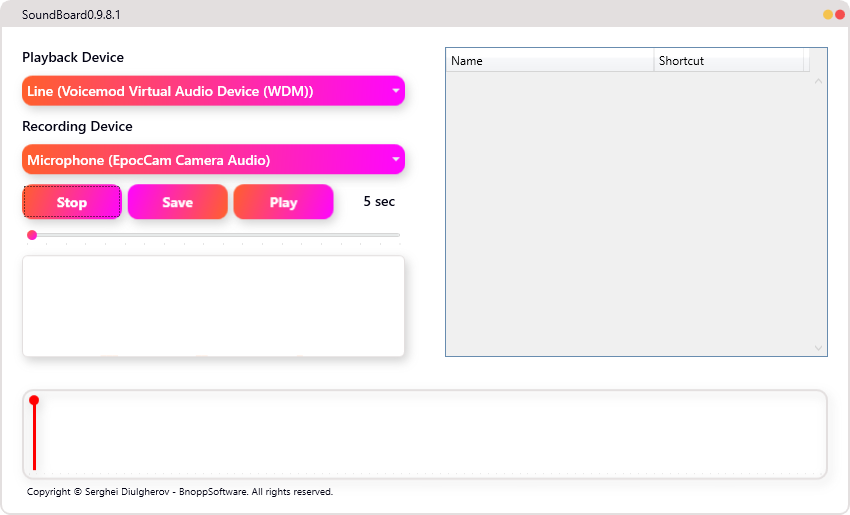 SoundBoard0.9.8.1
Playback Device
Line (Voicemod Virtual Audio Device (WDM))
Recording Device
Microphone (EpocCam Camera Audio)
Stop Save Play 5 sec
Name Shortcut
Copyright © Serghei Diulgherov - BnoppSoftware. All rights reserved.